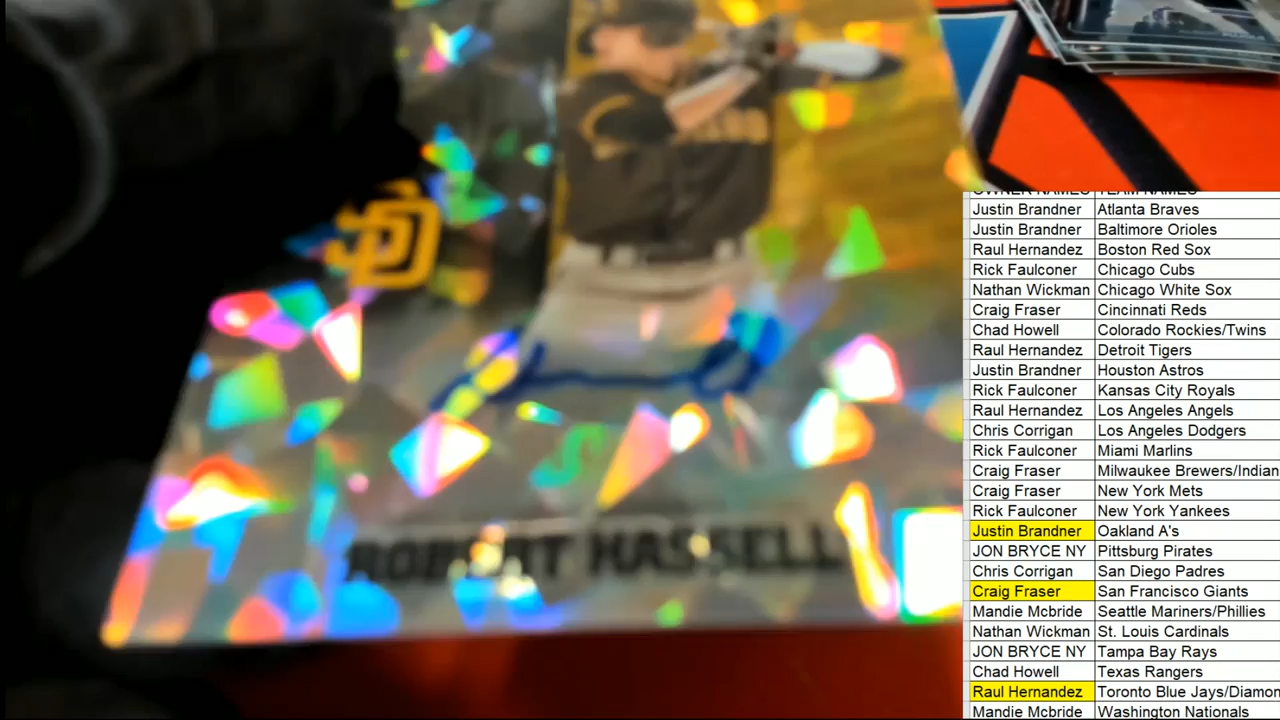 SD
ROBERT HASSELL
OWNER NAMES TEAM NAMES
Justin Brandner Atlanta Braves
Justin Brandner Baltimore Orioles
Raul Hernandez Boston Red Sox
Rick Faulconer Chicago Cubs
Nathan Wickman Chicago White Sox
Craig Fraser Cincinnati Reds
Chad Howell Colorado Rockies/Twins
Raul Hernandez Detroit Tigers
Justin Brandner Houston Astros
Rick Faulconer Kansas City Royals
Raul Hernandez Los Angeles Angels
Chris Corrigan Los Angeles Dodgers
Rick Faulconer Miami Marlins
Craig Fraser Milwaukee Brewers/Indian
Craig Fraser New York Mets
Rick Faulconer New York Yankees
Justin Brandner Oakland A's
JON BRYCE NY Pittsburg Pirates
Chris Corrigan San Diego Padres
Craig Fraser San Francisco Giants
Mandie Mcbride Seattle Mariners/Phillies
Nathan Wickman St. Louis Cardinals
JON BRYCE NY Tampa Bay Rays
Chad Howell Texas Rangers
Raul Hernandez Toronto Blue Jays/Diamon
Mandie Mcbride Washington Nationals